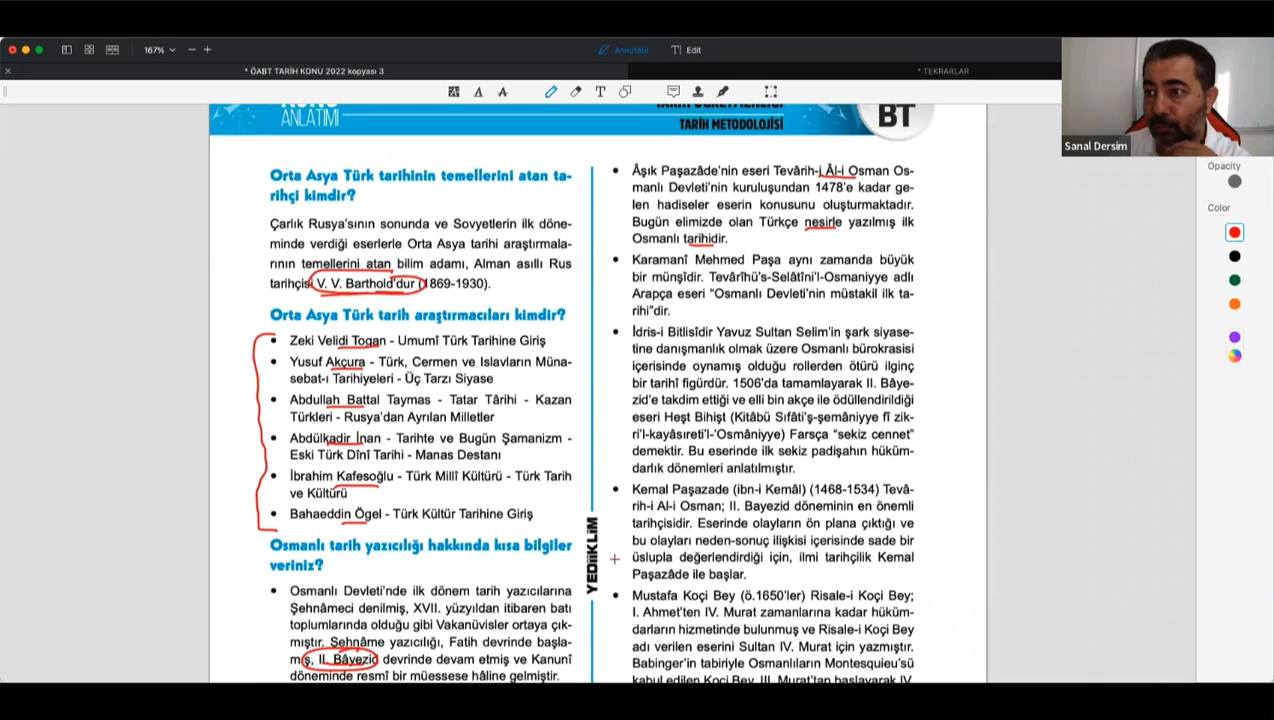 167%
Annotate
Edit
* ÖABT TARİH KONU 2022 kopyası 3
* TEKRARLAR
Sanal Dersim
Opacity
Color
ANLATIMI
TARİH METODOLOJİSİ
BT
Orta Asya Türk tarihinin temellerini atan ta-
rihçi kimdir?
Çarlık Rusya'sının sonunda ve Sovyetlerin ilk döne-
minde verdiği eserlerle Orta Asya tarihi araştırmala-
rının temellerini atan bilim adamı, Alman asıllı Rus
tarihçisi V. V. Barthold'dur (1869-1930).
Orta Asya Türk tarih araştırmacıları kimdir?
• Zeki Velidi Togan - Umumî Türk Tarihine Giriş
• Yusuf Akçura - Türk, Cermen ve Islavların Müna-
sebat-ı Tarihiyeleri - Üç Tarzı Siyase
• Abdullah Battal Taymas - Tatar Târihi - Kazan
Türkleri - Rusya'dan Ayrılan Milletler
• Abdülkadir İnan - Tarihte ve Bugün Şamanizm -
Eski Türk Dînî Tarihi - Manas Destanı
• İbrahim Kafesoğlu - Türk Millî Kültürü - Türk Tarih
ve Kültürü
• Bahaeddin Ögel - Türk Kültür Tarihine Giriş
Osmanlı tarih yazıcılığı hakkında kısa bilgiler
veriniz?
• Osmanlı Devleti'nde ilk dönem tarih yazıcılarına
Şehnâmeci denilmiş, XVII. yüzyıldan itibaren batı
toplumlarında olduğu gibi Vakanüvisler ortaya çık-
mıştır. Şehnâme yazıcılığı, Fatih devrinde başla-
mış, II. Bâyezid devrinde devam etmiş ve Kanunî
döneminde resmî bir müessese hâline gelmiştir.
YEDİİKLİM
• Âşık Paşazâde'nin eseri Tevârih-i Âl-i Osman Os-
manlı Devleti'nin kuruluşundan 1478'e kadar ge-
len hadiseler eserin konusunu oluşturmaktadır.
Bugün elimizde olan Türkçe nesirle yazılmış ilk
Osmanlı tarihidir.
• Karamanî Mehmed Paşa aynı zamanda büyük
bir münşîdir. Tevârîhü's-Selâtîni'l-Osmaniyye adlı
Arapça eseri "Osmanlı Devleti'nin müstakil ilk ta-
rihi"dir.
• İdris-i Bitlisîdir Yavuz Sultan Selim'in şark siyase-
tine danışmanlık olmak üzere Osmanlı bürokrasisi
içerisinde oynamış olduğu rollerden ötürü ilginç
bir tarihî figürdür. 1506'da tamamlayarak II. Bâye-
zid'e takdim ettiği ve elli bin akçe ile ödüllendirildiği
eseri Heşt Bihişt (Kitâbü Sıfâti'ş-şemâniyye fî zik-
ri'l-kayâsıreti'l-'Osmâniyye) Farsça "sekiz cennet"
demektir. Bu eserinde ilk sekiz padişahın hüküm-
darlık dönemleri anlatılmıştır.
• Kemal Paşazade (ibn-i Kemâl) (1468-1534) Tevâ-
rih-i Al-i Osman; II. Bayezid döneminin en önemli
tarihçisidir. Eserinde olayların ön plana çıktığı ve
bu olayları neden-sonuç ilişkisi içerisinde sade bir
üslupla değerlendirdiği için, ilmi tarihçilik Kemal
Paşazâde ile başlar.
• Mustafa Koçi Bey (ö.1650'ler) Risale-i Koçi Bey;
I. Ahmet'ten IV. Murat zamanlarına kadar hüküm-
darların hizmetinde bulunmuş ve Risale-i Koçi Bey
adı verilen eserini Sultan IV. Murat için yazmıştır.
Babinger'in tabiriyle Osmanlıların Montesquieu'sü
kabul edilen Koçi Bey, III. Murat'tan başlayarak IV.